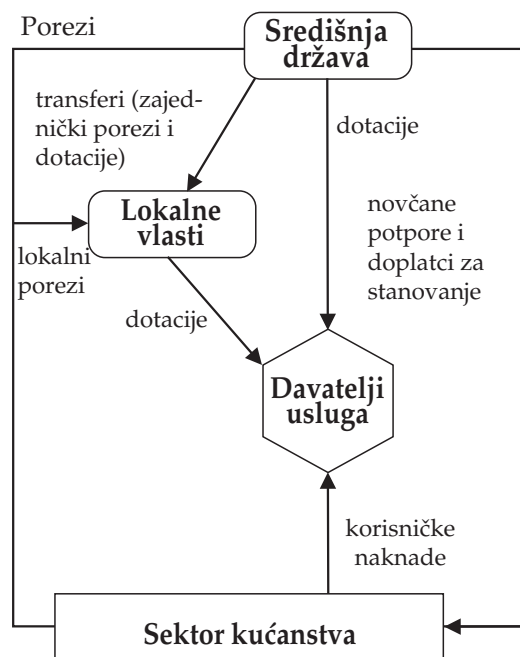 Porezi
Središnja
država
transferi (zajed-
nički porezi i
dotacije)
dotacije
Lokalne
vlasti
novčane
potpore i
doplatci za
stanovanje
lokalni
porezi
dotacije
Davatelji
usluga
korisničke
naknade
Sektor kućanstva